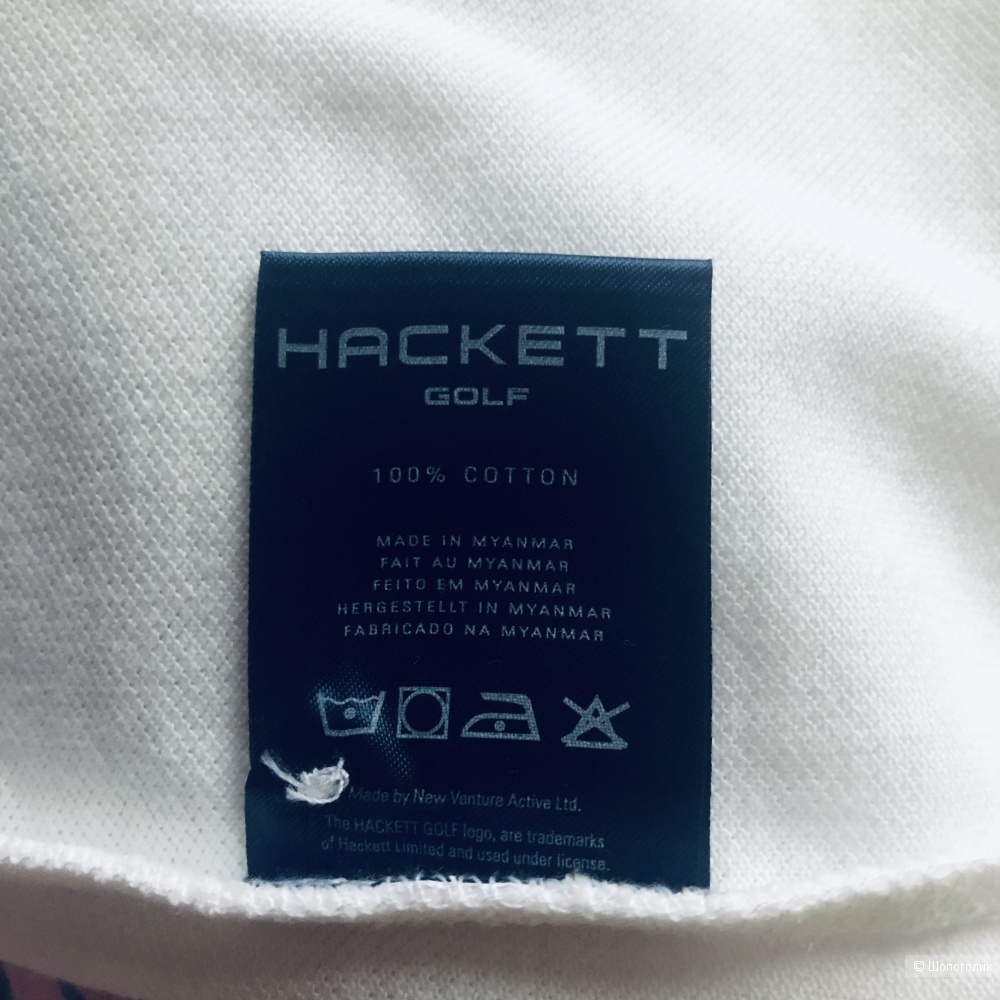 HACKETT
GOLF
100% COTTON
MADE IN MYANMAR
FAIT AU MYANMAR
FEITO EM MYANMAR
HERGESTELLT IN MYANMAR
FABRICADO NA MYANMAR
Made by New Venture Active Ltd.
The HACKETT GOLF logo, are trademarks
of Hackett Limited and used under license.
© Шопоголик